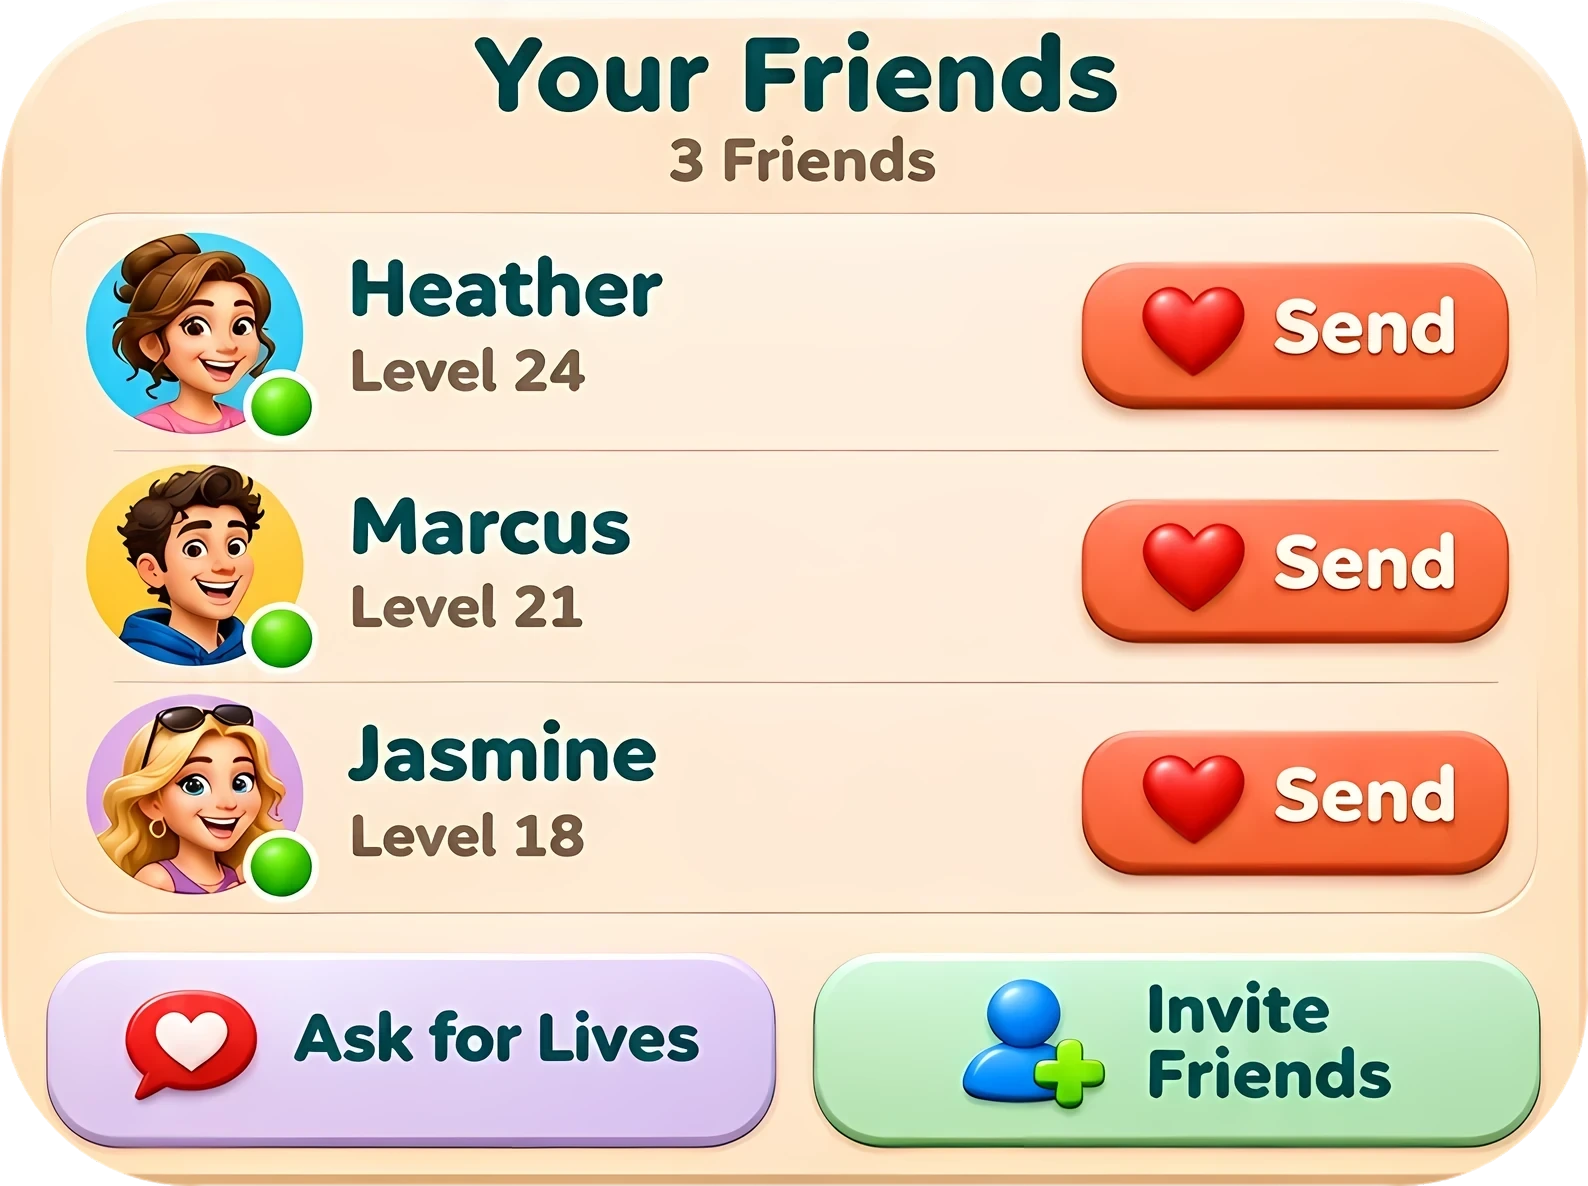 Your Friends
3 Friends
Heather
Level 24
Send
Marcus
Level 21
Send
Jasmine
Level 18
Send
Ask for Lives
Invite
Friends